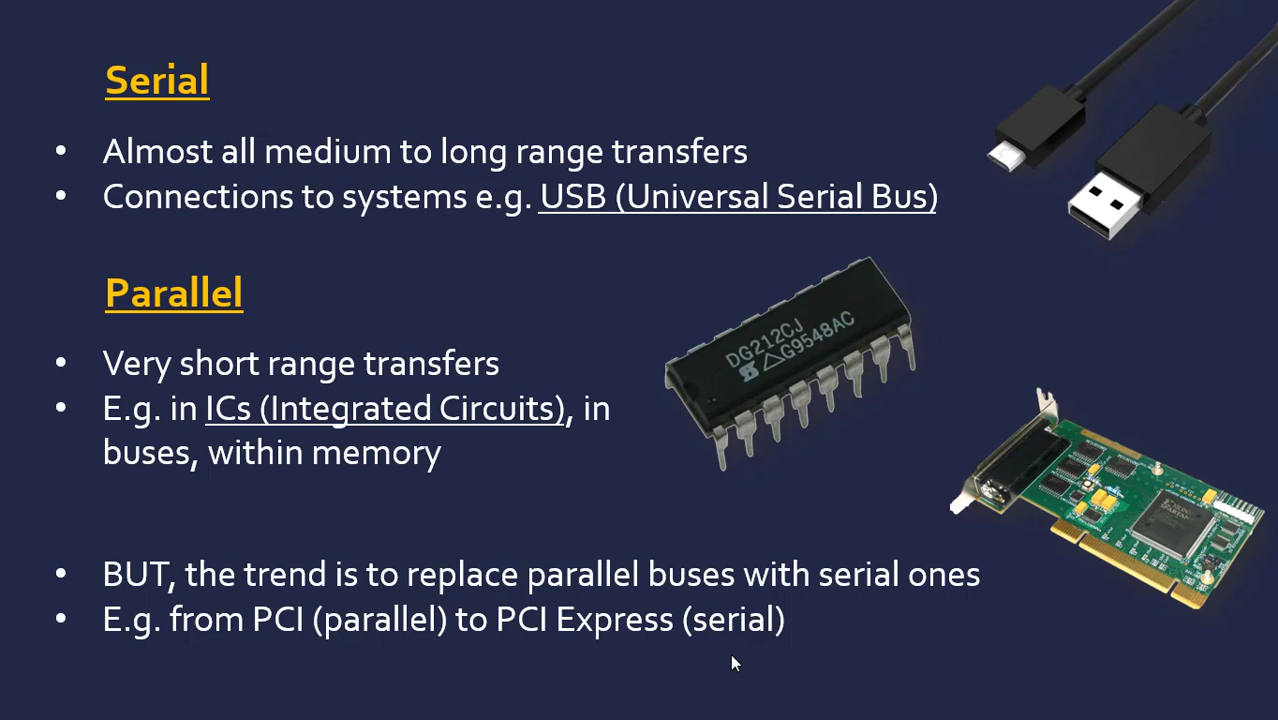 Serial
• Almost all medium to long range transfers
• Connections to systems e.g. USB (Universal Serial Bus)
Parallel
• Very short range transfers
• E.g. in ICs (Integrated Circuits), in
buses, within memory
DG212CJ
G9548AC
• BUT, the trend is to replace parallel buses with serial ones
• E.g. from PCI (parallel) to PCI Express (serial)